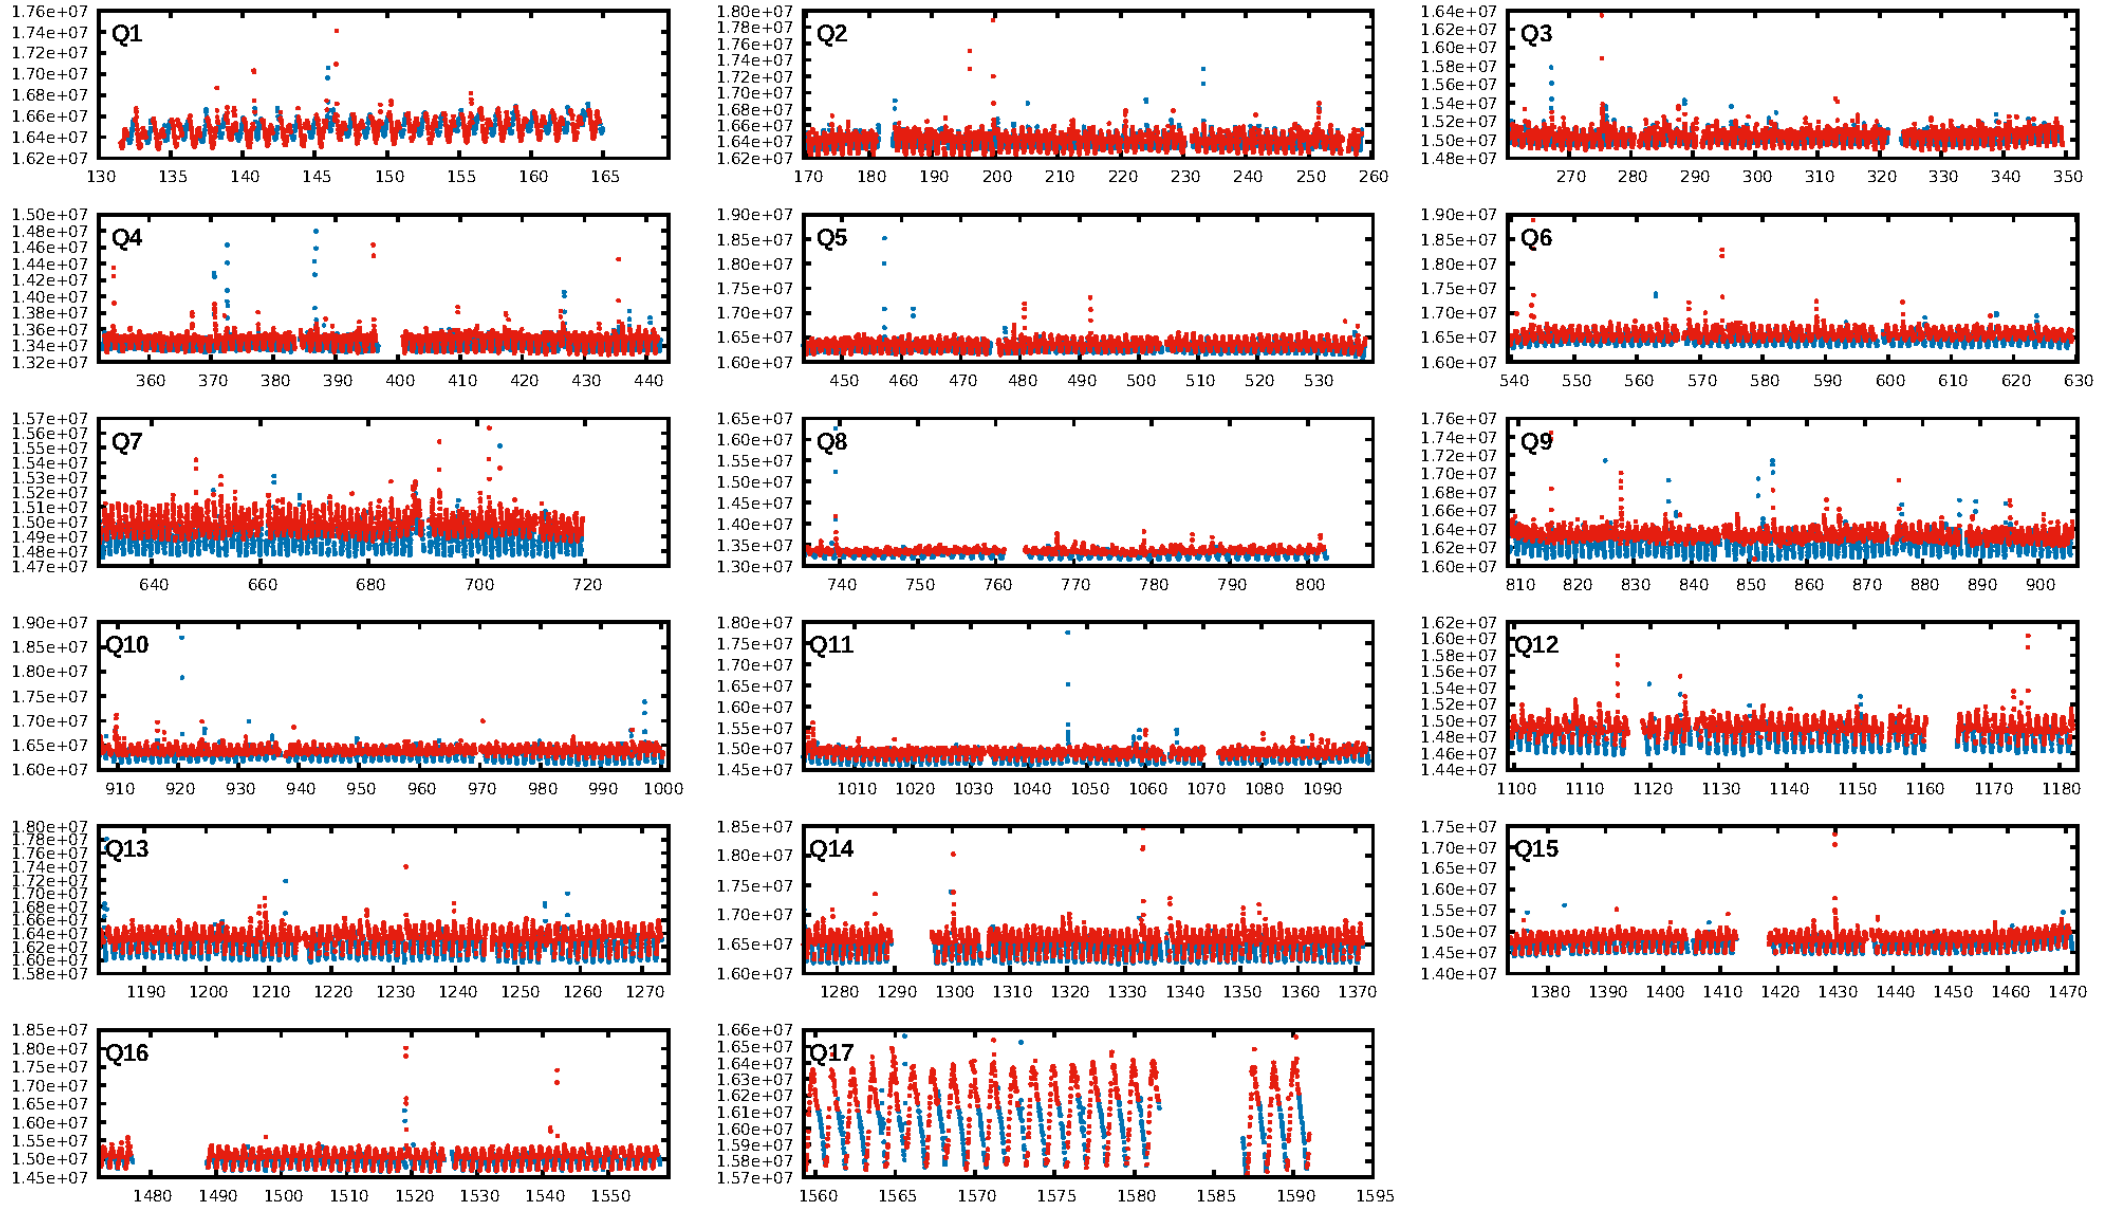 1.76e+07 1.74e+07 1.72e+07 1.70e+07 1.68e+07 1.66e+07 1.64e+07 1.62e+07
Q1
130 135 140 145 150 155 160 165
1.80e+07 1.78e+07 1.76e+07 1.74e+07 1.72e+07 1.70e+07 1.68e+07 1.66e+07 1.64e+07 1.62e+07
Q2
170 180 190 200 210 220 230 240 250 260
1.64e+07 1.62e+07 1.60e+07 1.58e+07 1.56e+07 1.54e+07 1.52e+07 1.50e+07 1.48e+07
Q3
270 280 290 300 310 320 330 340 350
1.50e+07 1.48e+07 1.46e+07 1.44e+07 1.42e+07 1.40e+07 1.38e+07 1.36e+07 1.34e+07 1.32e+07
Q4
360 370 380 390 400 410 420 430 440
1.90e+07 1.85e+07 1.80e+07 1.75e+07 1.70e+07 1.65e+07 1.60e+07
Q5
450 460 470 480 490 500 510 520 530
1.90e+07 1.85e+07 1.80e+07 1.75e+07 1.70e+07 1.65e+07 1.60e+07
Q6
540 550 560 570 580 590 600 610 620 630
1.57e+07 1.56e+07 1.55e+07 1.54e+07 1.53e+07 1.52e+07 1.51e+07 1.50e+07 1.49e+07 1.48e+07 1.47e+07
Q7
640 660 680 700 720
1.65e+07 1.60e+07 1.55e+07 1.50e+07 1.45e+07 1.40e+07 1.35e+07 1.30e+07
Q8
740 750 760 770 780 790 800
1.76e+07 1.74e+07 1.72e+07 1.70e+07 1.68e+07 1.66e+07 1.64e+07 1.62e+07 1.60e+07
Q9
810 820 830 840 850 860 870 880 890 900
1.90e+07 1.85e+07 1.80e+07 1.75e+07 1.70e+07 1.65e+07 1.60e+07
Q10
910 920 930 940 950 960 970 980 990 1000
1.80e+07 1.75e+07 1.70e+07 1.65e+07 1.60e+07 1.55e+07 1.50e+07 1.45e+07
Q11
1010 1020 1030 1040 1050 1060 1070 1080 1090
1.62e+07 1.60e+07 1.58e+07 1.56e+07 1.54e+07 1.52e+07 1.50e+07 1.48e+07 1.46e+07 1.44e+07
Q12
1100 1110 1120 1130 1140 1150 1160 1170 1180
1.80e+07 1.78e+07 1.76e+07 1.74e+07 1.72e+07 1.70e+07 1.68e+07 1.66e+07 1.64e+07 1.62e+07 1.60e+07 1.58e+07
Q13
1190 1200 1210 1220 1230 1240 1250 1260 1270
1.85e+07 1.80e+07 1.75e+07 1.70e+07 1.65e+07 1.60e+07
Q14
1280 1290 1300 1310 1320 1330 1340 1350 1360 1370
1.75e+07 1.70e+07 1.65e+07 1.60e+07 1.55e+07 1.50e+07 1.45e+07 1.40e+07
Q15
1380 1390 1400 1410 1420 1430 1440 1450 1460 1470
1.85e+07 1.80e+07 1.75e+07 1.70e+07 1.65e+07 1.60e+07 1.55e+07 1.50e+07 1.45e+07
Q16
1480 1490 1500 1510 1520 1530 1540 1550
1.66e+07 1.65e+07 1.64e+07 1.63e+07 1.62e+07 1.61e+07 1.60e+07 1.59e+07 1.58e+07 1.57e+07
Q17
1560 1565 1570 1575 1580 1585 1590 1595